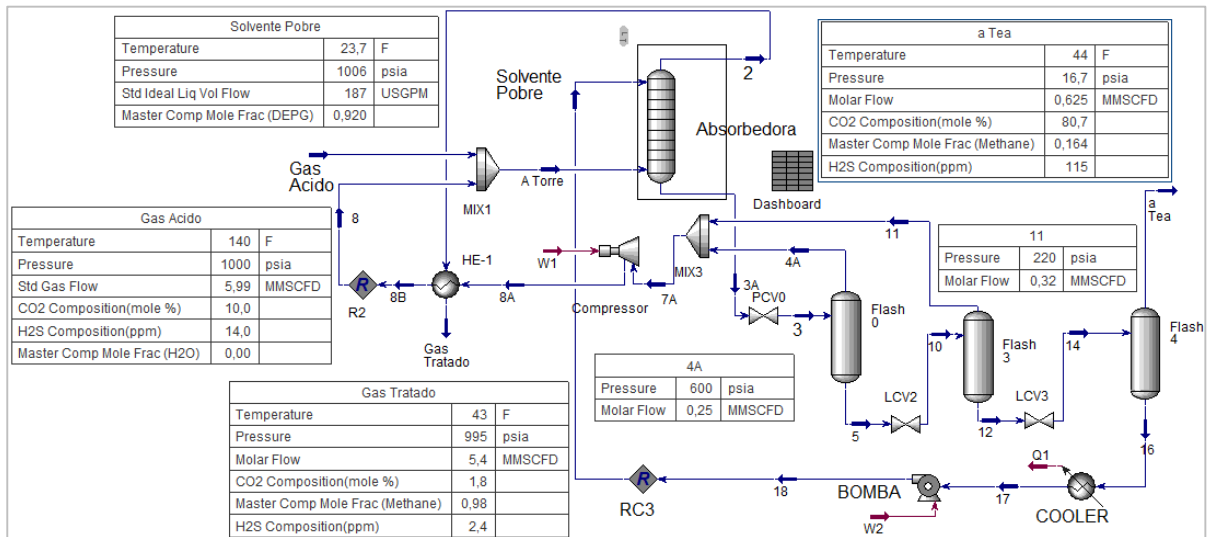 Solvente Pobre
Temperature 23,7 F
Pressure 1006 psia
Std Ideal Liq Vol Flow 187 USGPM
Master Comp Mole Frac (DEPG) 0,920
a Tea
Temperature 44 F
Pressure 16,7 psia
Molar Flow 0,625 MMSCFD
CO2 Composition(mole %) 80,7
Master Comp Mole Frac (Methane) 0,164
H2S Composition(ppm) 115
LT
2
Solvente
Pobre
Absorbedora
Gas
Acido
MIX1
A Torre
Dashboard
a
Tea
Gas Acido
Temperature 140 F
Pressure 1000 psia
Std Gas Flow 5,99 MMSCFD
CO2 Composition(mole %) 10,0
H2S Composition(ppm) 14,0
Master Comp Mole Frac (H2O) 0,00
8
HE-1
W1
MIX3
11
4A
11
Pressure 220 psia
Molar Flow 0,32 MMSCFD
R
R2
8B
8A
Compressor
7A
3A
PCV0
3
Flash
0
10
Flash
3
14
Flash
4
Gas
Tratado
4A
Pressure 600 psia
Molar Flow 0,25 MMSCFD
5
LCV2
12
LCV3
16
Gas Tratado
Temperature 43 F
Pressure 995 psia
Molar Flow 5,4 MMSCFD
CO2 Composition(mole %) 1,8
Master Comp Mole Frac (Methane) 0,98
H2S Composition(ppm) 2,4
R
RC3
18
BOMBA
W2
17
Q1
COOLER